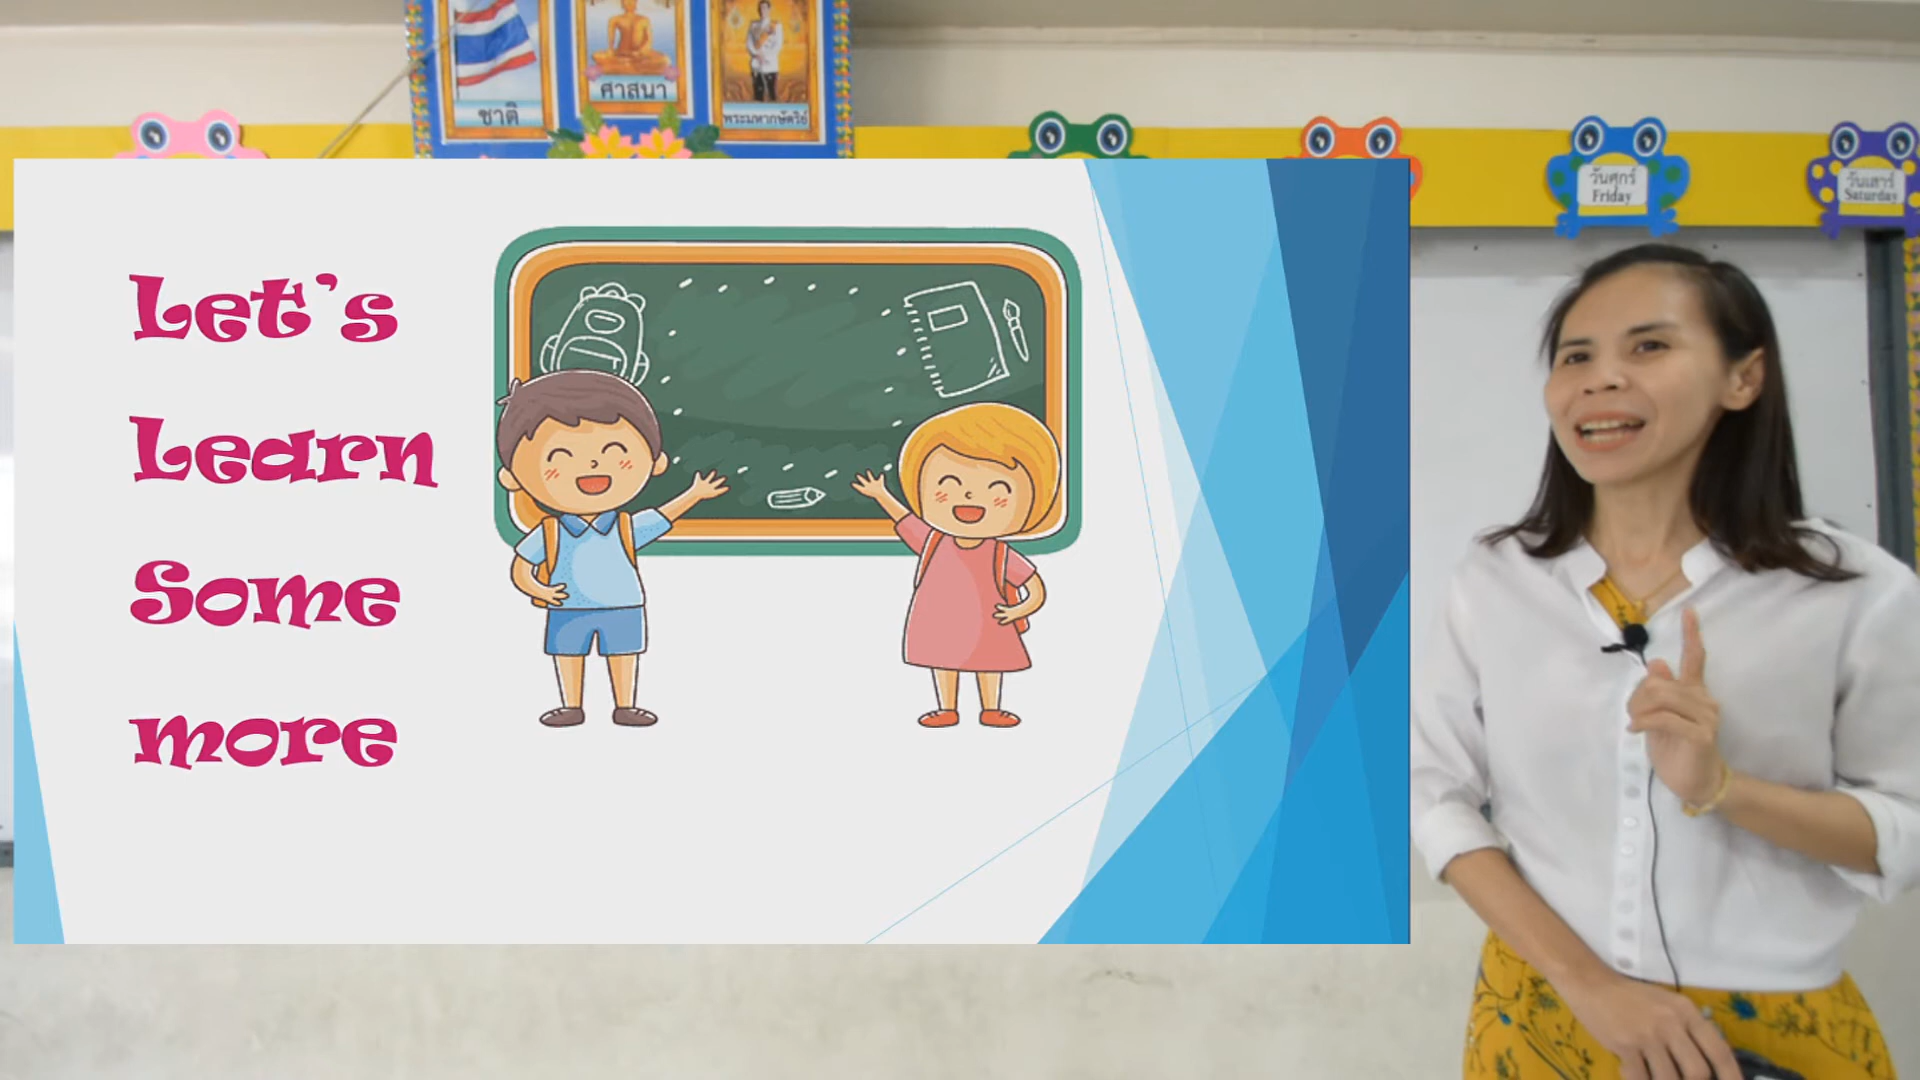 ชาติ
ศาสนา
พระมหากษัตริย์
วันศุกร์
Friday
วันเสาร์
Saturday
Let's
Learn
Some
more